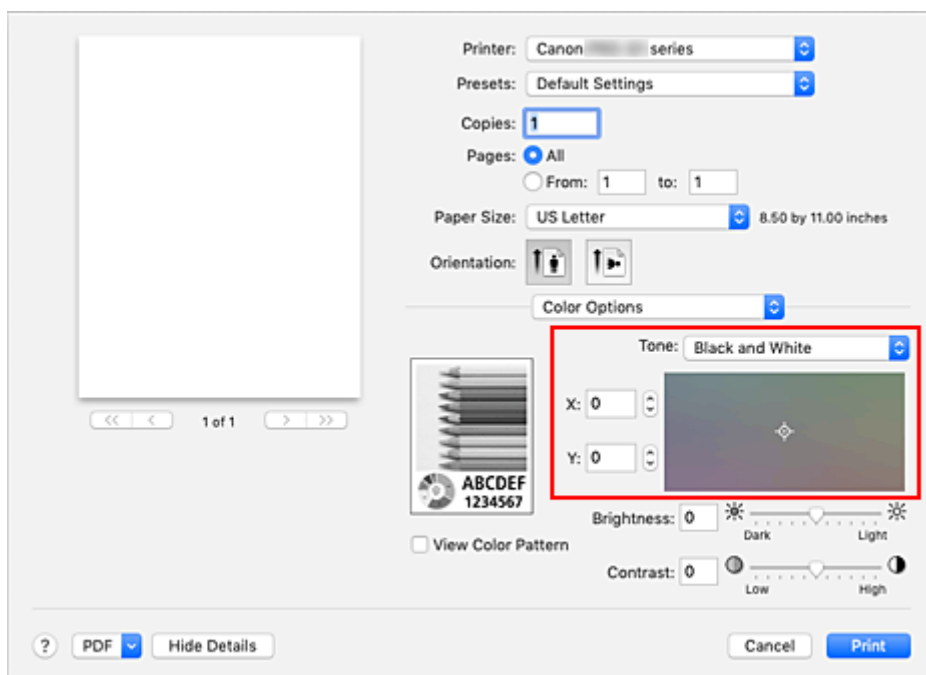 Printer: Canon series
Presets: Default Settings
Copies: 1
Pages: All
From: 1 to: 1
Paper Size: US Letter 8.50 by 11.00 inches
Orientation:
Color Options
1 of 1
Tone: Black and White
X: 0
Y: 0
ABCDEF
1234567
Brightness: 0
Dark Light
View Color Pattern
Contrast: 0
Low High
? PDF Hide Details Cancel Print